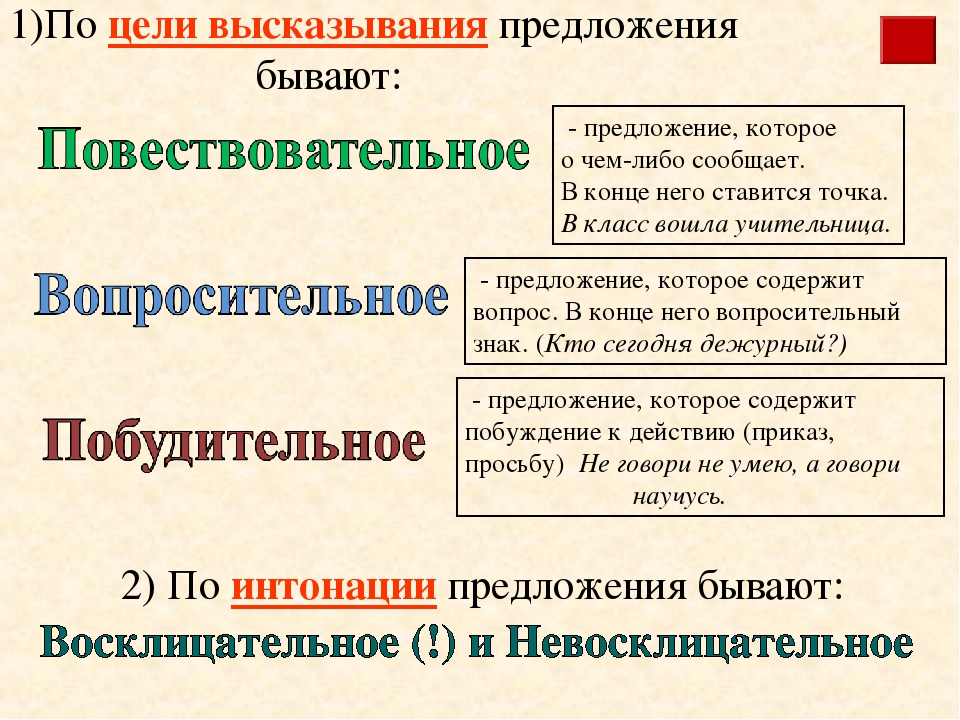 1)По цели высказывания предложения
бывают:
Повествовательное
- предложение, которое
о чем-либо сообщает.
В конце него ставится точка.
В класс вошла учительница.
Вопросительное
- предложение, которое содержит
вопрос. В конце него вопросительный
знак. (Кто сегодня дежурный?)
Побудительное
- предложение, которое содержит
побуждение к действию (приказ,
просьбу) Не говори не умею, а говори
научусь.
2) По интонации предложения бывают:
Восклицательное (!) и Невосклицательное